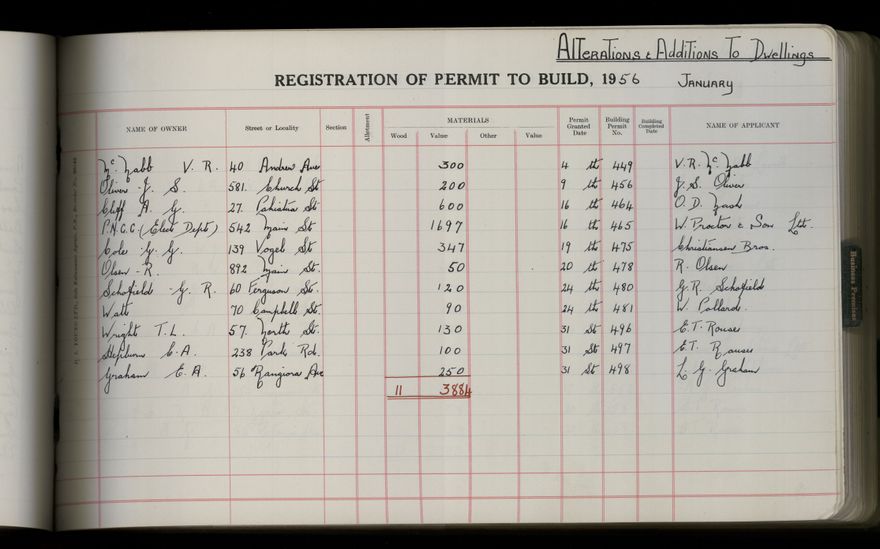 Alterations & Additions To Dwellings
REGISTRATION OF PERMIT TO BUILD, 1956 January
NAME OF OWNER Street or Locality Section Allotment MATERIALS Permit Granted Date Building Permit No. Building Completed Date NAME OF APPLICANT
Wood Value Other Value
McNabb V. R. 40 Andrew Ave 300 4 th 449 V. R. McNabb
Oliver J. S. 581. Church St 200 9 th 456 J. S. Oliver
Cliff A. G. 27. St 600 16 th 464 O. D. Nash
P.N.C.C. (Elect Dept) 542 Main St 1697 16 th 465 W. Procter & Son Ltd.
Cole G. G. 139 Vogel St 347 19 th 475 Christiansen Bros.
Olsen R. 892 Main St. 50 20 th 478 R. Olsen
Schofield G. R. 60 Ferguson St. 120 24 th 480 G. R. Schofield
Watt 70 Campbell St. 90 24 th 481 W. Pollard.
Wright T. L. 57. North St. 130 31 St 496 E. T. Rouse
Hepburn C. A. 238 Park Rd. 100 31 St 497 E. T. Rouse
Graham E. A. 56 Rangiora Ave 250 31 St 498 L. G. Graham
11 3884
Business Premises